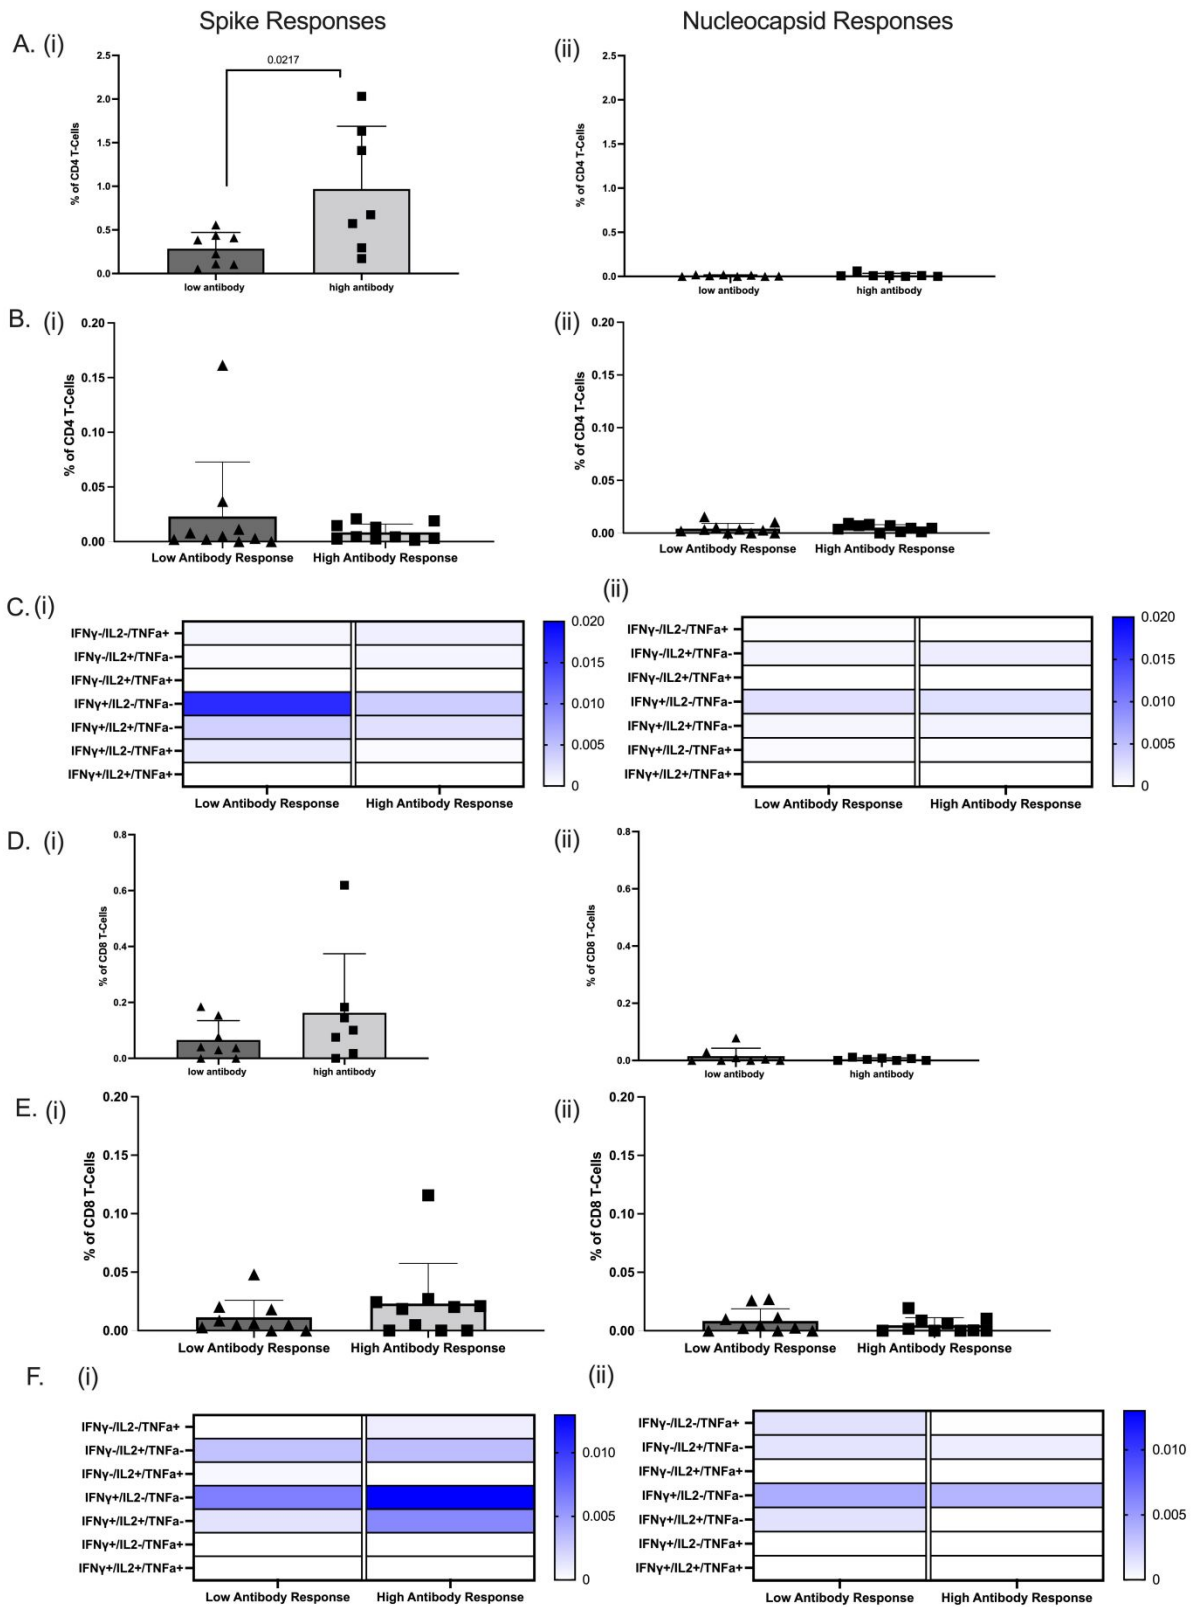 Spike Responses
Nucleocapsid Responses
A. (i)
0.0217
% of CD4 T-Cells
2.5
2.0
1.5
1.0
0.5
0.0
low antibody
high antibody
(ii)
% of CD4 T-Cells
2.5
2.0
1.5
1.0
0.5
0.0
low antibody
high antibody
B. (i)
% of CD4 T-Cells
0.20
0.15
0.10
0.05
0.00
Low Antibody Response
High Antibody Response
(ii)
% of CD4 T-Cells
0.20
0.15
0.10
0.05
0.00
Low Antibody Response
High Antibody Response
C. (i)
IFNγ-/IL2-/TNFa+
IFNγ-/IL2+/TNFa-
IFNγ-/IL2+/TNFa+
IFNγ+/IL2-/TNFa-
IFNγ+/IL2+/TNFa-
IFNγ+/IL2-/TNFa+
IFNγ+/IL2+/TNFa+
Low Antibody Response
High Antibody Response
0.020
0.015
0.010
0.005
0
(ii)
IFNγ-/IL2-/TNFa+
IFNγ-/IL2+/TNFa-
IFNγ-/IL2+/TNFa+
IFNγ+/IL2-/TNFa-
IFNγ+/IL2+/TNFa-
IFNγ+/IL2-/TNFa+
IFNγ+/IL2+/TNFa+
Low Antibody Response
High Antibody Response
0.020
0.015
0.010
0.005
0
D. (i)
% of CD8 T-Cells
0.8
0.6
0.4
0.2
0.0
low antibody
high antibody
(ii)
% of CD8 T-Cells
0.8
0.6
0.4
0.2
0.0
low antibody
high antibody
E. (i)
% of CD8 T-Cells
0.20
0.15
0.10
0.05
0.00
Low Antibody Response
High Antibody Response
(ii)
% of CD8 T-Cells
0.20
0.15
0.10
0.05
0.00
Low Antibody Response
High Antibody Response
F. (i)
IFNγ-/IL2-/TNFa+
IFNγ-/IL2+/TNFa-
IFNγ-/IL2+/TNFa+
IFNγ+/IL2-/TNFa-
IFNγ+/IL2+/TNFa-
IFNγ+/IL2-/TNFa+
IFNγ+/IL2+/TNFa+
Low Antibody Response
High Antibody Response
0.010
0.005
0
(ii)
IFNγ-/IL2-/TNFa+
IFNγ-/IL2+/TNFa-
IFNγ-/IL2+/TNFa+
IFNγ+/IL2-/TNFa-
IFNγ+/IL2+/TNFa-
IFNγ+/IL2-/TNFa+
IFNγ+/IL2+/TNFa+
Low Antibody Response
High Antibody Response
0.010
0.005
0